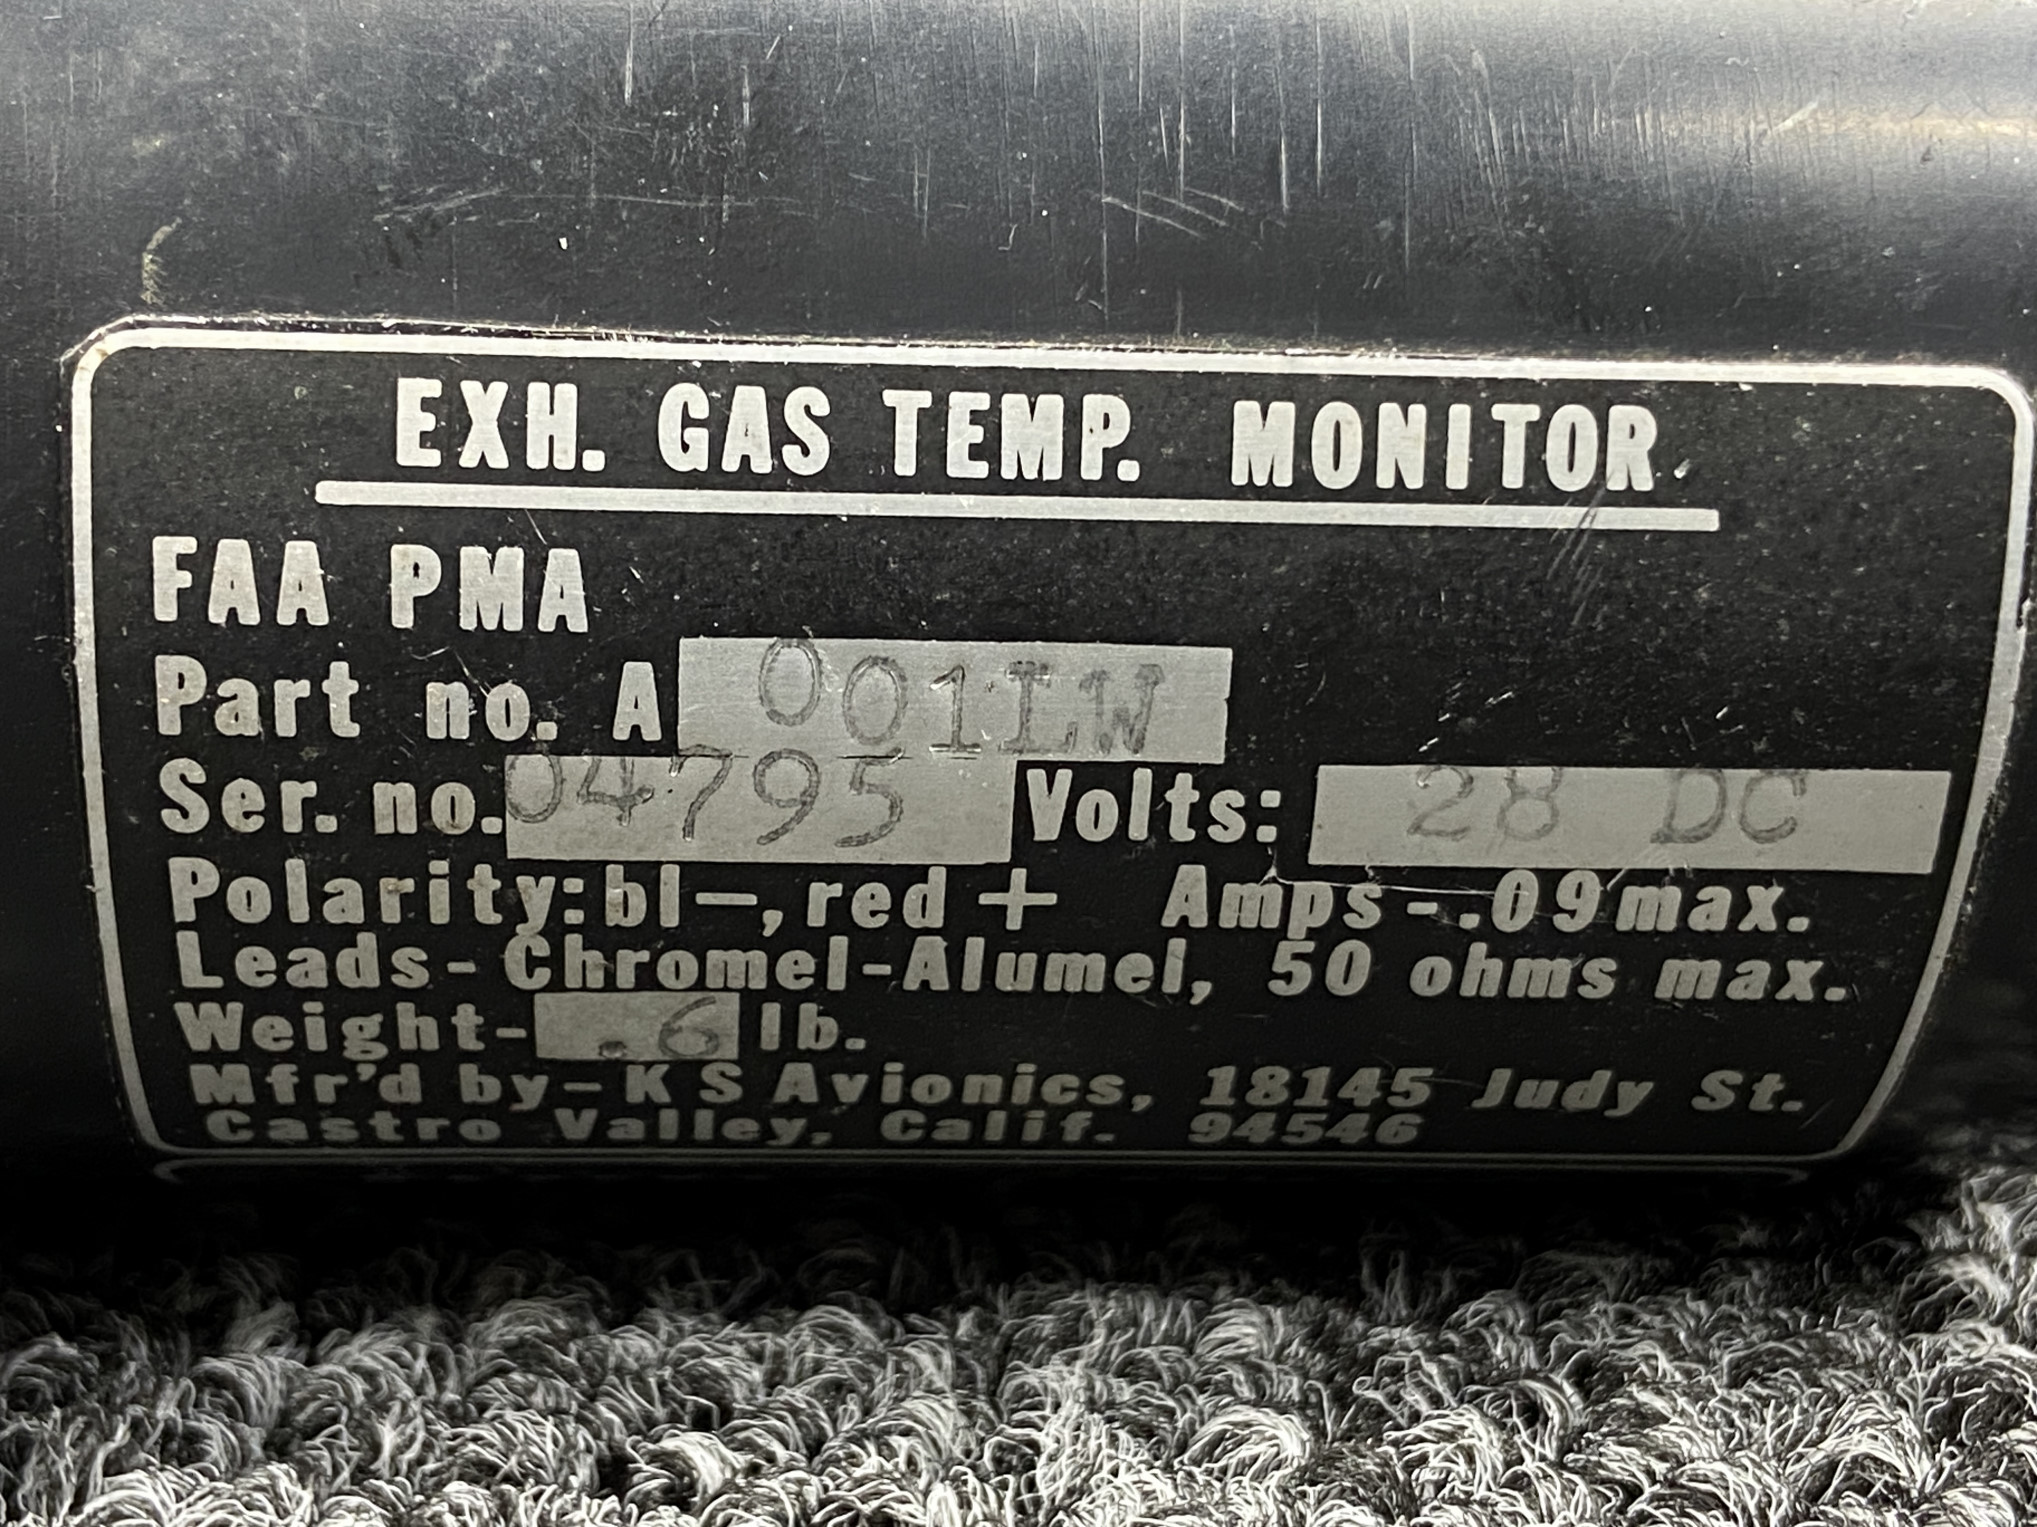 EXH. GAS TEMP. MONITOR
FAA PMA
Part no. A 001LW
Ser. no. 04795 Volts: 28 DC
Polarity: bl-, red + Amps-.09 max.
Leads-Chromel-Alumel, 50 ohms max.
Weight- .6 lb.
Mfr'd by-K S Avionics, 18145 Judy St.
Castro Valley, Calif. 94546